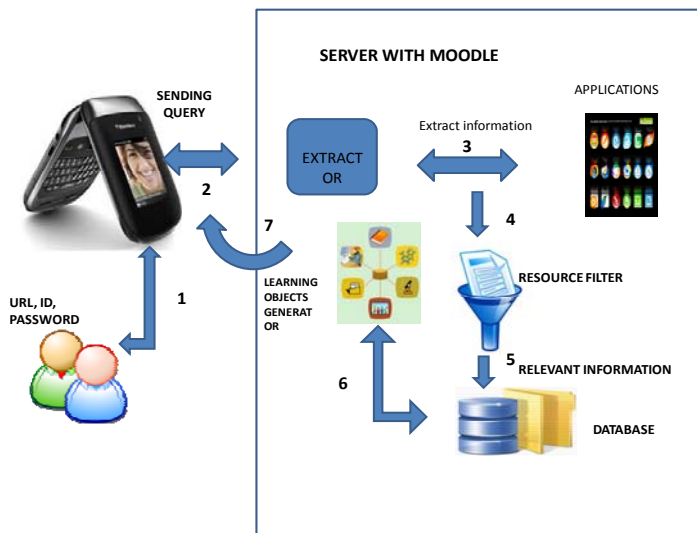 SERVER WITH MOODLE
SENDING
QUERY
APPLICATIONS
Extract information
EXTRACT
OR
3
2
4
7
LEARNING
OBJECTS
GENERAT
OR
RESOURCE FILTER
URL, ID,
PASSWORD
1
5
RELEVANT INFORMATION
6
DATABASE